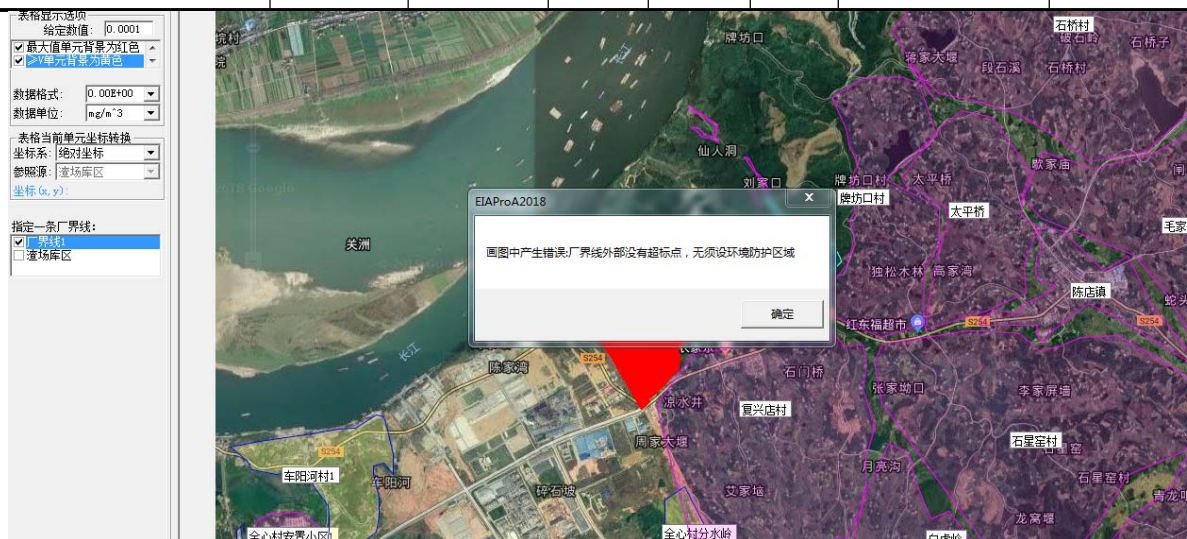 表格显示选项
给定数值: 0.0001
最大值单元背景为红色
≥V单元背景为黄色
数据格式: 0.00E+00
数据单位: mg/m^3
表格当前单元坐标转换
坐标系: 绝对坐标
参照源: 渣场库区
坐标(x,y):
指定一条厂界线:
厂界线1
渣场库区
牌坊口
石桥村
蒋家大堰
石桥子
段石溪
石桥村
长江
仙人洞
刘家口
牌坊口村
太平桥
歇家庙
牌坊口村
太平桥
毛家
关洲
EIAProA2018
x
画图中产生错误:厂界线外部没有超标点，无须设环境防护区域
确定
独松木林
高家湾
陈店镇
蛇头
红东福超市
S254
S254
长江
陈家湾
S254
石门桥
张家坳口
李家屏墙
凉水井
复兴店村
周家大堰
石星窑村
S254
车阳河村1
车阳河
月亮沟
碎石坡
艾家垴
石星窑村
龙窝堰
全心村安置小区
全心村分水岭